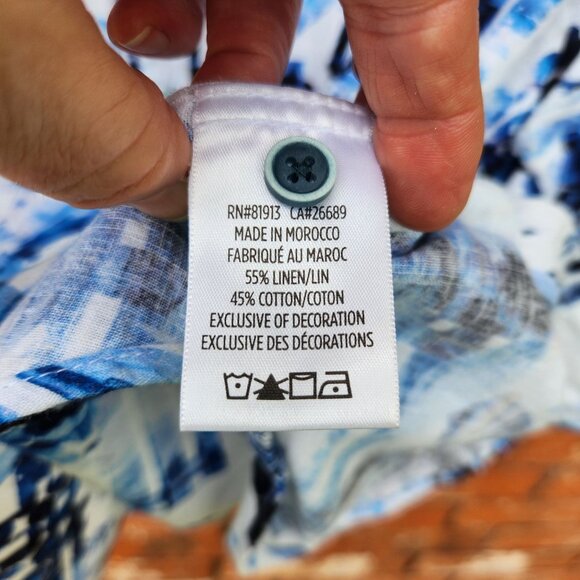 RN#81913 CA#26689
MADE IN MOROCCO
FABRIQUÉ AU MAROC
55% LINEN/LIN
45% COTTON/COTON
EXCLUSIVE OF DECORATION
EXCLUSIVE DES DÉCORATIONS